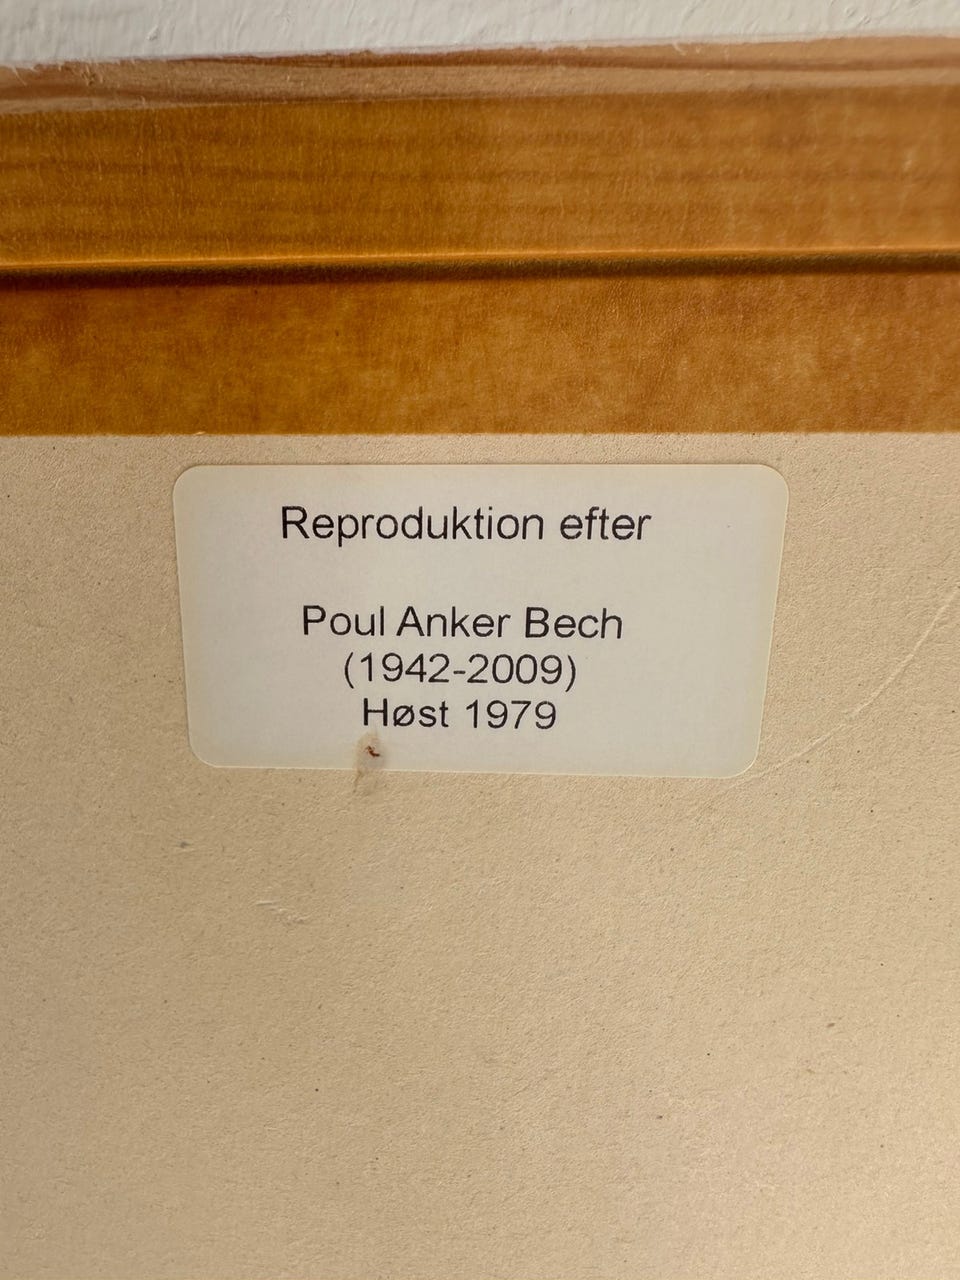 Reproduktion efter
Poul Anker Bech
(1942-2009)
Høst 1979